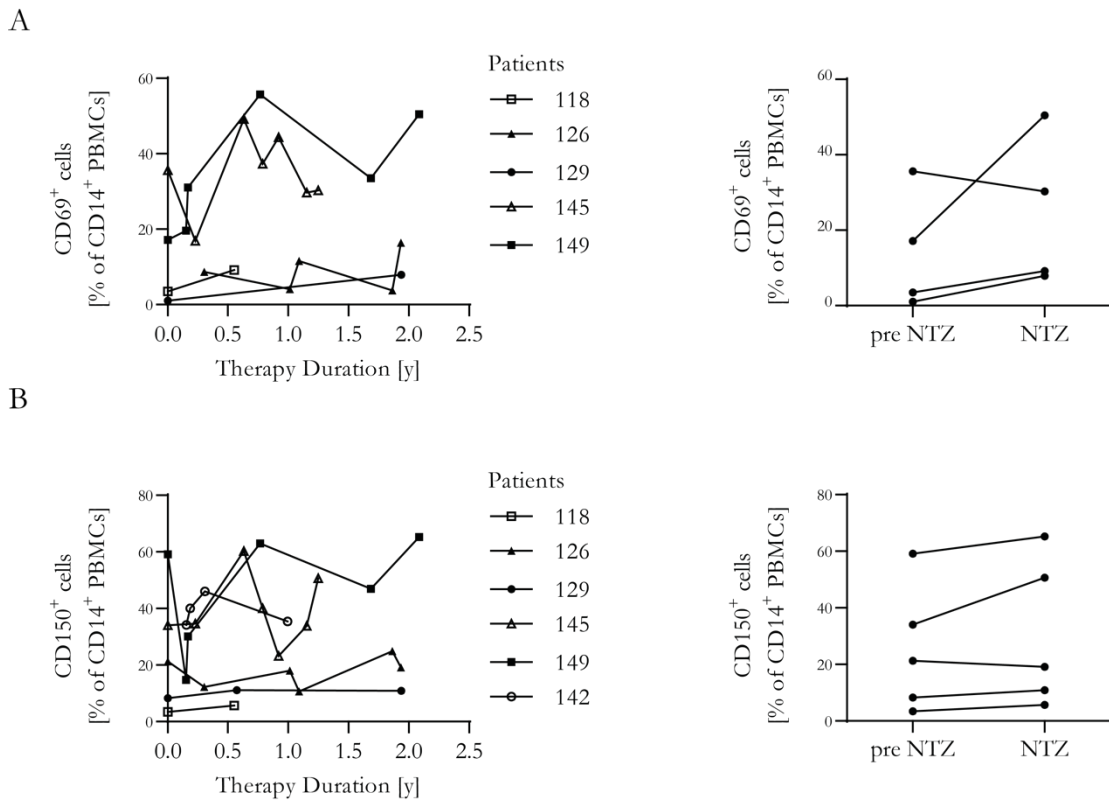 A
CD69⁺ cells
[% of CD14⁺ PBMCs]
60
40
20
0
0.0 0.5 1.0 1.5 2.0 2.5
Therapy Duration [y]
Patients
118
126
129
145
149
CD69⁺ cells
[% of CD14⁺ PBMCs]
60
40
20
0
pre NTZ NTZ
B
CD150⁺ cells
[% of CD14⁺ PBMCs]
80
60
40
20
0
0.0 0.5 1.0 1.5 2.0 2.5
Therapy Duration [y]
Patients
118
126
129
145
149
142
CD150⁺ cells
[% of CD14⁺ PBMCs]
80
60
40
20
0
pre NTZ NTZ